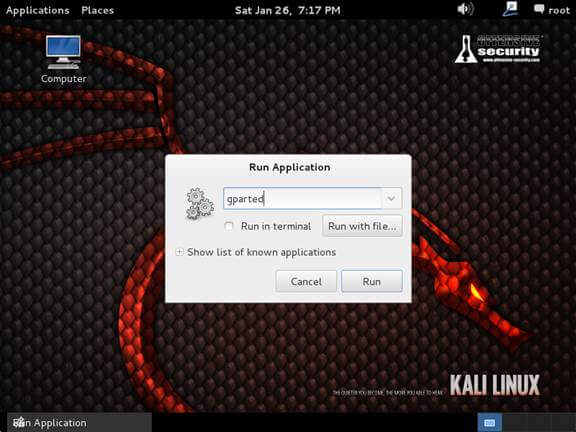 Applications Places Sat Jan 26, 7:17 PM root
Computer
OFFENSIVE
security
www.offensive-security.com
Run Application
gparted
Run in terminal Run with file...
Show list of known applications
Cancel Run
THE QUIETER YOU BECOME, THE MORE YOU ARE ABLE TO HEAR. KALI LINUX
Run Application